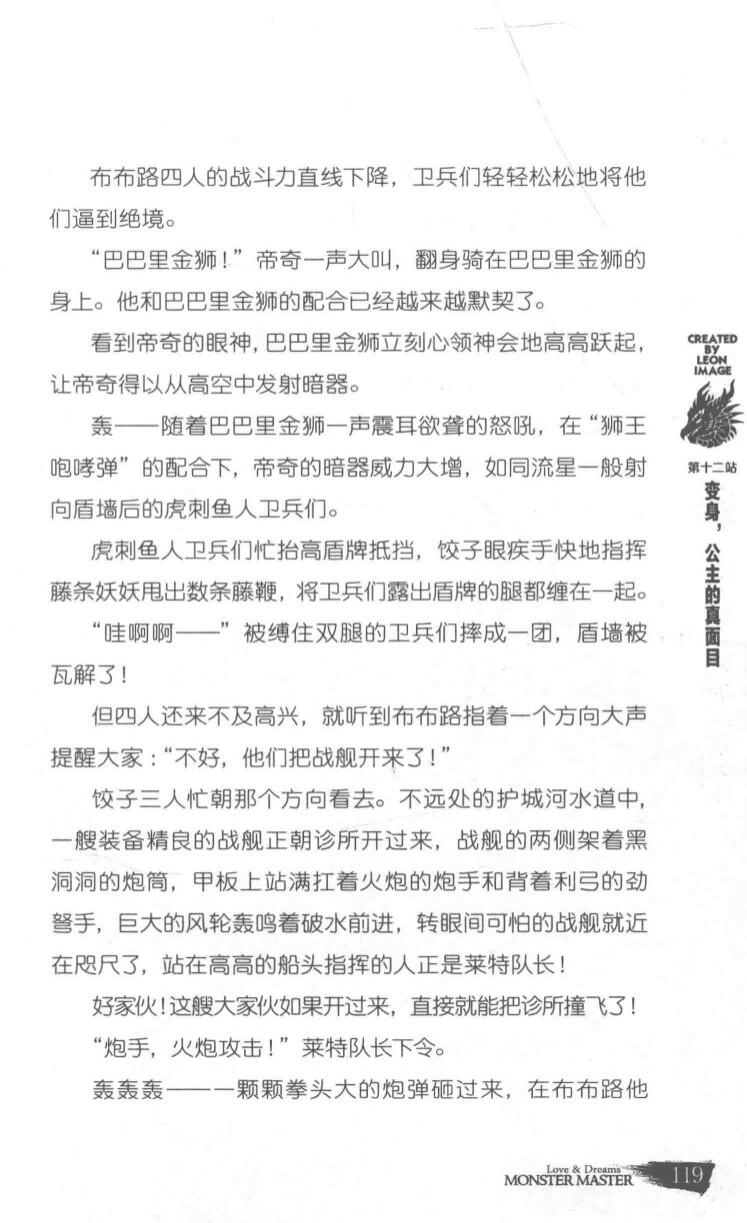 布布路四人的战斗力直线下降，卫兵们轻轻松松地将他
们逼到绝境。
“巴巴里金狮！”帝奇一声大叫，翻身骑在巴巴里金狮的
身上。他和巴巴里金狮的配合已经越来越默契了。
看到帝奇的眼神，巴巴里金狮立刻心领神会地高高跃起，
让帝奇得以从高空中发射暗器。
轰——随着巴巴里金狮一声震耳欲聋的怒吼，在“狮王
咆哮弹”的配合下，帝奇的暗器威力大增，如同流星一般射
向盾墙后的虎刺鱼人卫兵们。
虎刺鱼人卫兵们忙抬高盾牌抵挡，饺子眼疾手快地指挥
藤条妖妖甩出数条藤鞭，将卫兵们露出盾牌的腿都缠在一起。
“哇啊啊——”被缚住双腿的卫兵们摔成一团，盾墙被
瓦解了！
但四人还来不及高兴，就听到布布路指着一个方向大声
提醒大家：“不好，他们把战舰开来了！”
饺子三人忙朝那个方向看去。不远处的护城河水道中，
一艘装备精良的战舰正朝诊所开过来，战舰的两侧架着黑
洞洞的炮筒，甲板上站满扛着火炮的炮手和背着利弓的劲
弩手，巨大的风轮轰鸣着破水前进，转眼间可怕的战舰就近
在咫尺了，站在高高的船头指挥的人正是莱特队长！
好家伙！这艘大家伙如果开过来，直接就能把诊所撞飞了！
“炮手，火炮攻击！”莱特队长下令。
轰轰轰——一颗颗拳头大的炮弹砸过来，在布布路他
CREATED
BY
LEON
IMAGE
第十二站
变身，公主的真面目
Love & Dreams
MONSTER MASTER 119